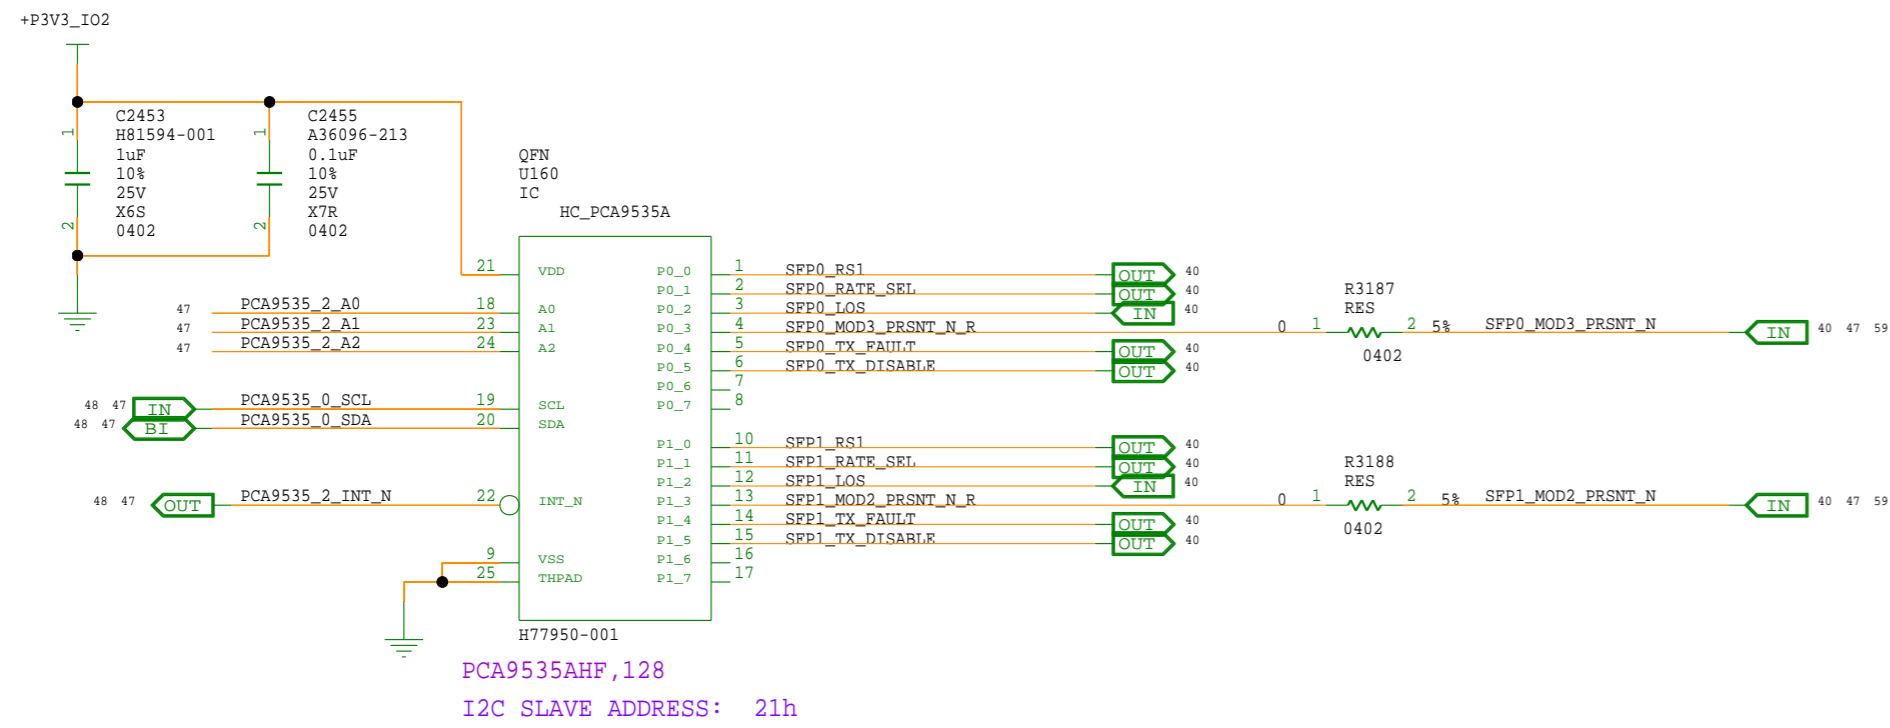 +P3V3_IO2
C2453
H81594-001
1uF
10%
25V
X6S
0402
1
2
C2455
A36096-213
0.1uF
10%
25V
X7R
0402
1
2
QFN
U160
IC
HC_PCA9535A
21 VDD
47 PCA9535_2_A0 18 A0
47 PCA9535_2_A1 23 A1
47 PCA9535_2_A2 24 A2
48 47 IN PCA9535_0_SCL 19 SCL
48 47 BI PCA9535_0_SDA 20 SDA
48 47 OUT PCA9535_2_INT_N 22 INT_N
9 VSS
25 THPAD
P0_0 1 SFP0_RS1 OUT 40
P0_1 2 SFP0_RATE_SEL OUT 40
P0_2 3 SFP0_LOS IN 40
P0_3 4 SFP0_MOD3_PRSNT_N_R 0 1 2 5% SFP0_MOD3_PRSNT_N IN 40 47 59
R3187
RES
0402
P0_4 5 SFP0_TX_FAULT OUT 40
P0_5 6 SFP0_TX_DISABLE OUT 40
P0_6 7
P0_7 8
P1_0 10 SFP1_RS1 OUT 40
P1_1 11 SFP1_RATE_SEL OUT 40
P1_2 12 SFP1_LOS IN 40
P1_3 13 SFP1_MOD2_PRSNT_N_R 0 1 2 5% SFP1_MOD2_PRSNT_N IN 40 47 59
R3188
RES
0402
P1_4 14 SFP1_TX_FAULT OUT 40
P1_5 15 SFP1_TX_DISABLE OUT 40
P1_6 16
P1_7 17
H77950-001
PCA9535AHF,128
I2C SLAVE ADDRESS: 21h